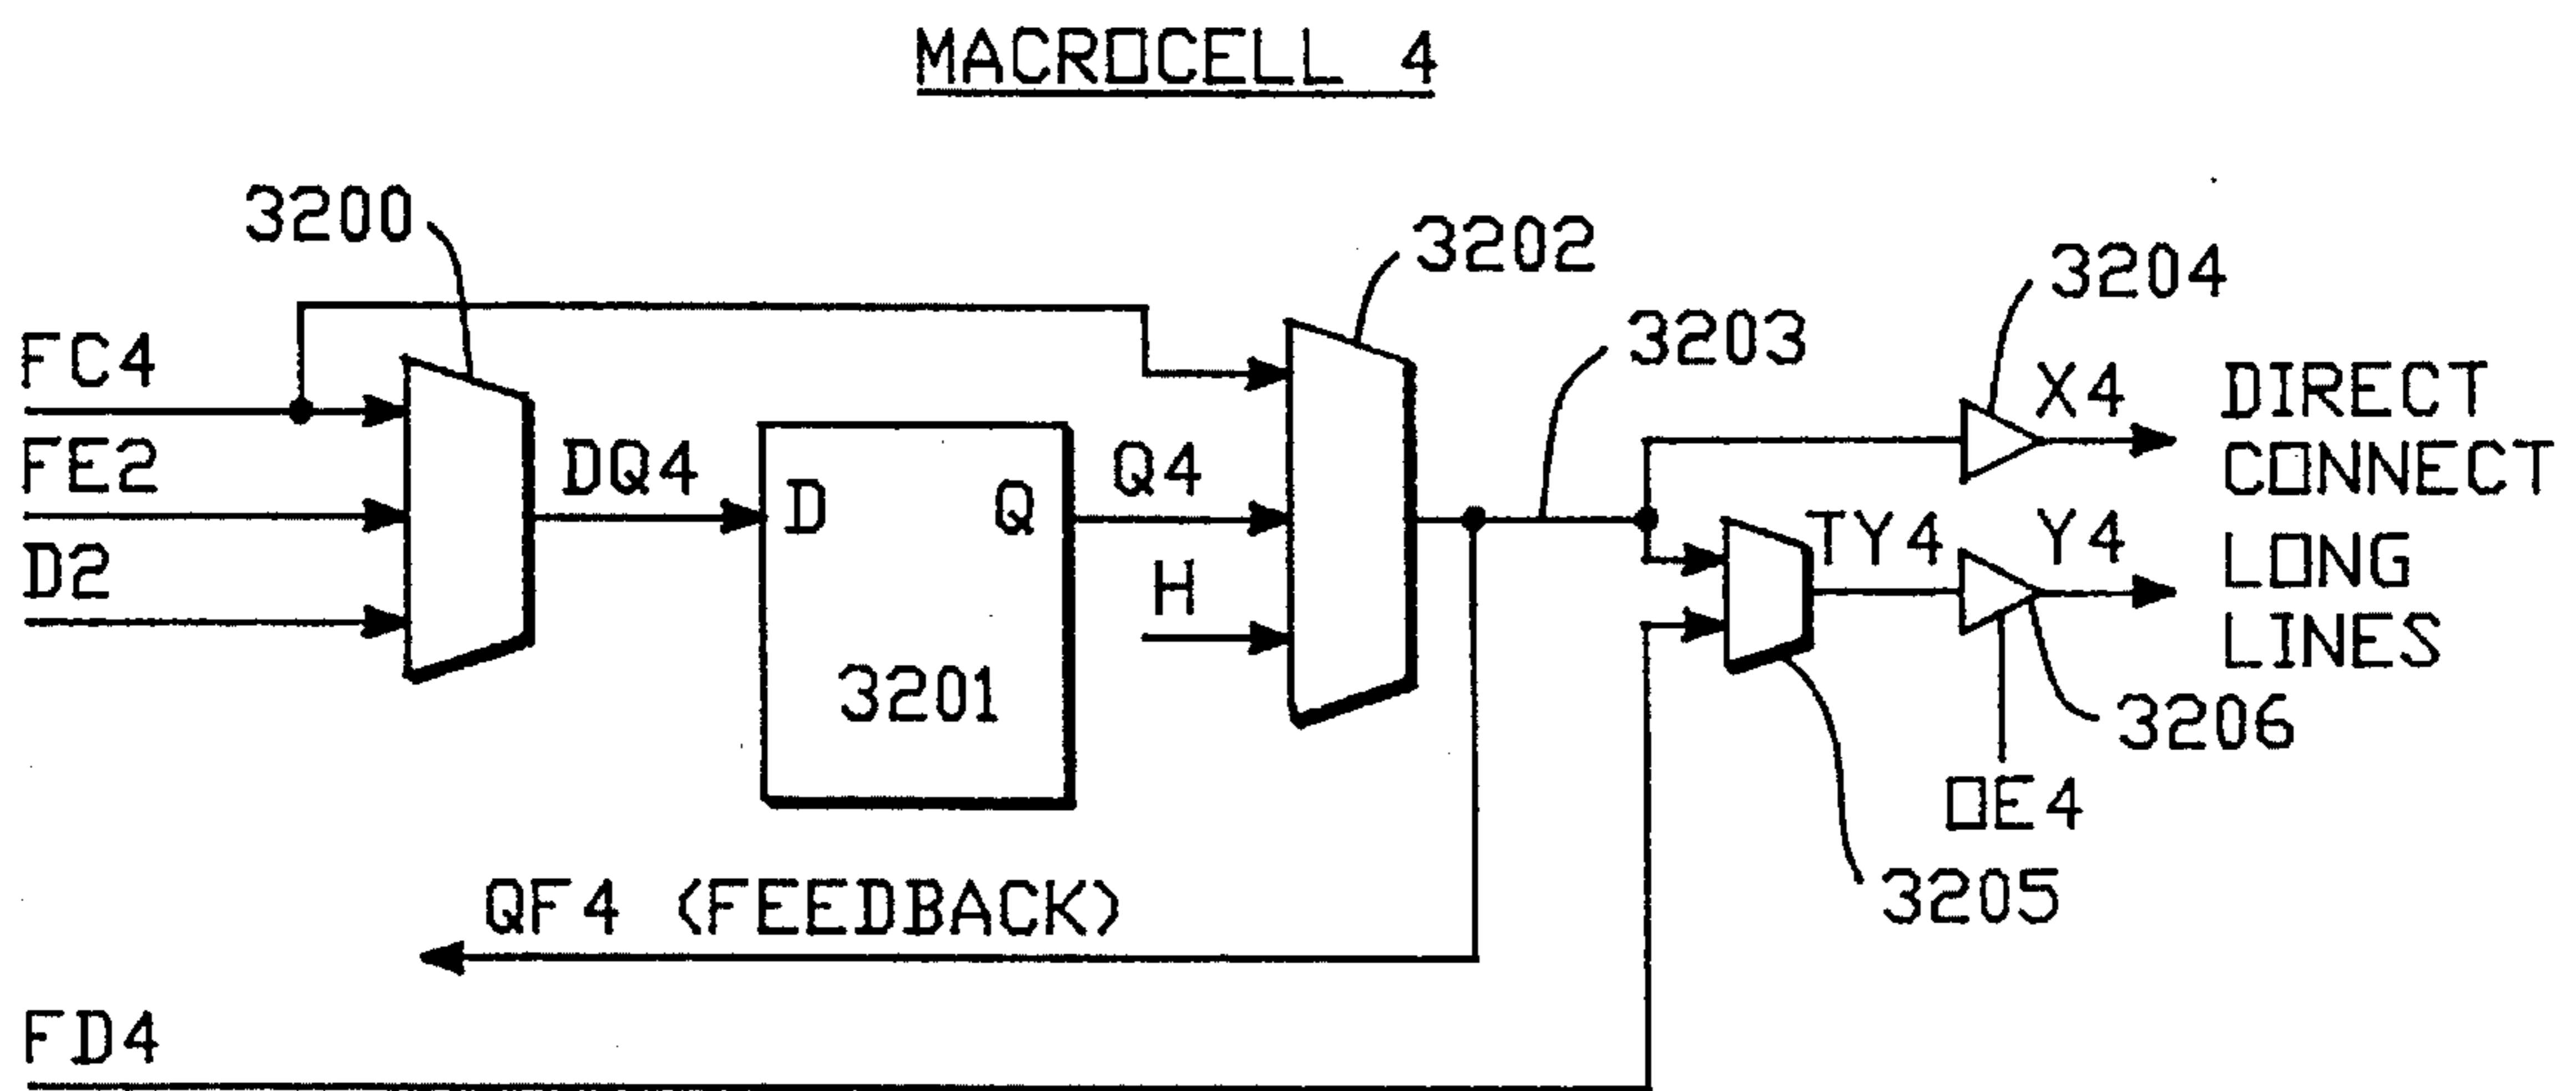 MACROCELL 4
3200
3202
3204
3203
FC4
X4
DIRECT
CONNECT
FE2
DQ4
D
Q
Q4
TY4
Y4
LONG
LINES
D2
H
3201
3206
OE4
3205
QF4 (FEEDBACK)
FD4